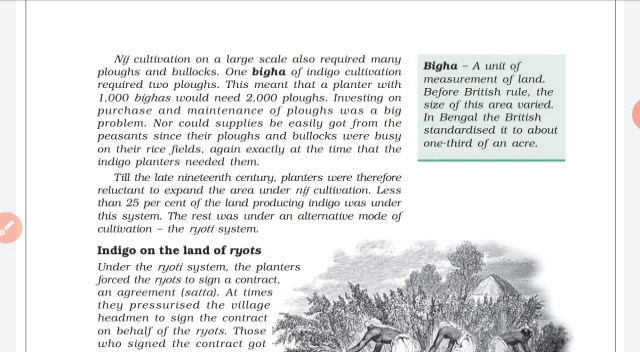 Nij cultivation on a large scale also required many
ploughs and bullocks. One bigha of indigo cultivation
required two ploughs. This meant that a planter with
1,000 bighas would need 2,000 ploughs. Investing on
purchase and maintenance of ploughs was a big
problem. Nor could supplies be easily got from the
peasants since their ploughs and bullocks were busy
on their rice fields, again exactly at the time that the
indigo planters needed them.
Till the late nineteenth century, planters were therefore
reluctant to expand the area under nij cultivation. Less
than 25 per cent of the land producing indigo was under
this system. The rest was under an alternative mode of
cultivation – the ryoti system.
Indigo on the land of ryots
Under the ryoti system, the planters
forced the ryots to sign a contract,
an agreement (satta). At times
they pressurised the village
headmen to sign the contract
on behalf of the ryots. Those
who signed the contract got
Bigha – A unit of
measurement of land.
Before British rule, the
size of this area varied.
In Bengal the British
standardised it to about
one-third of an acre.